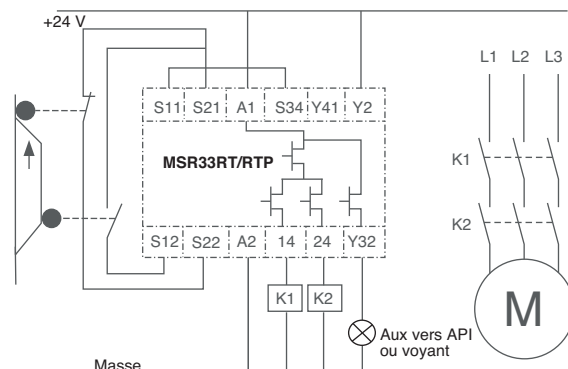 +24 V
L1 L2 L3
S11 S21 A1 S34 Y41 Y2
MSR33RT/RTP
K1
K2
S12 S22 A2 14 24 Y32
K1 K2
M
Aux vers API
ou voyant
Masse